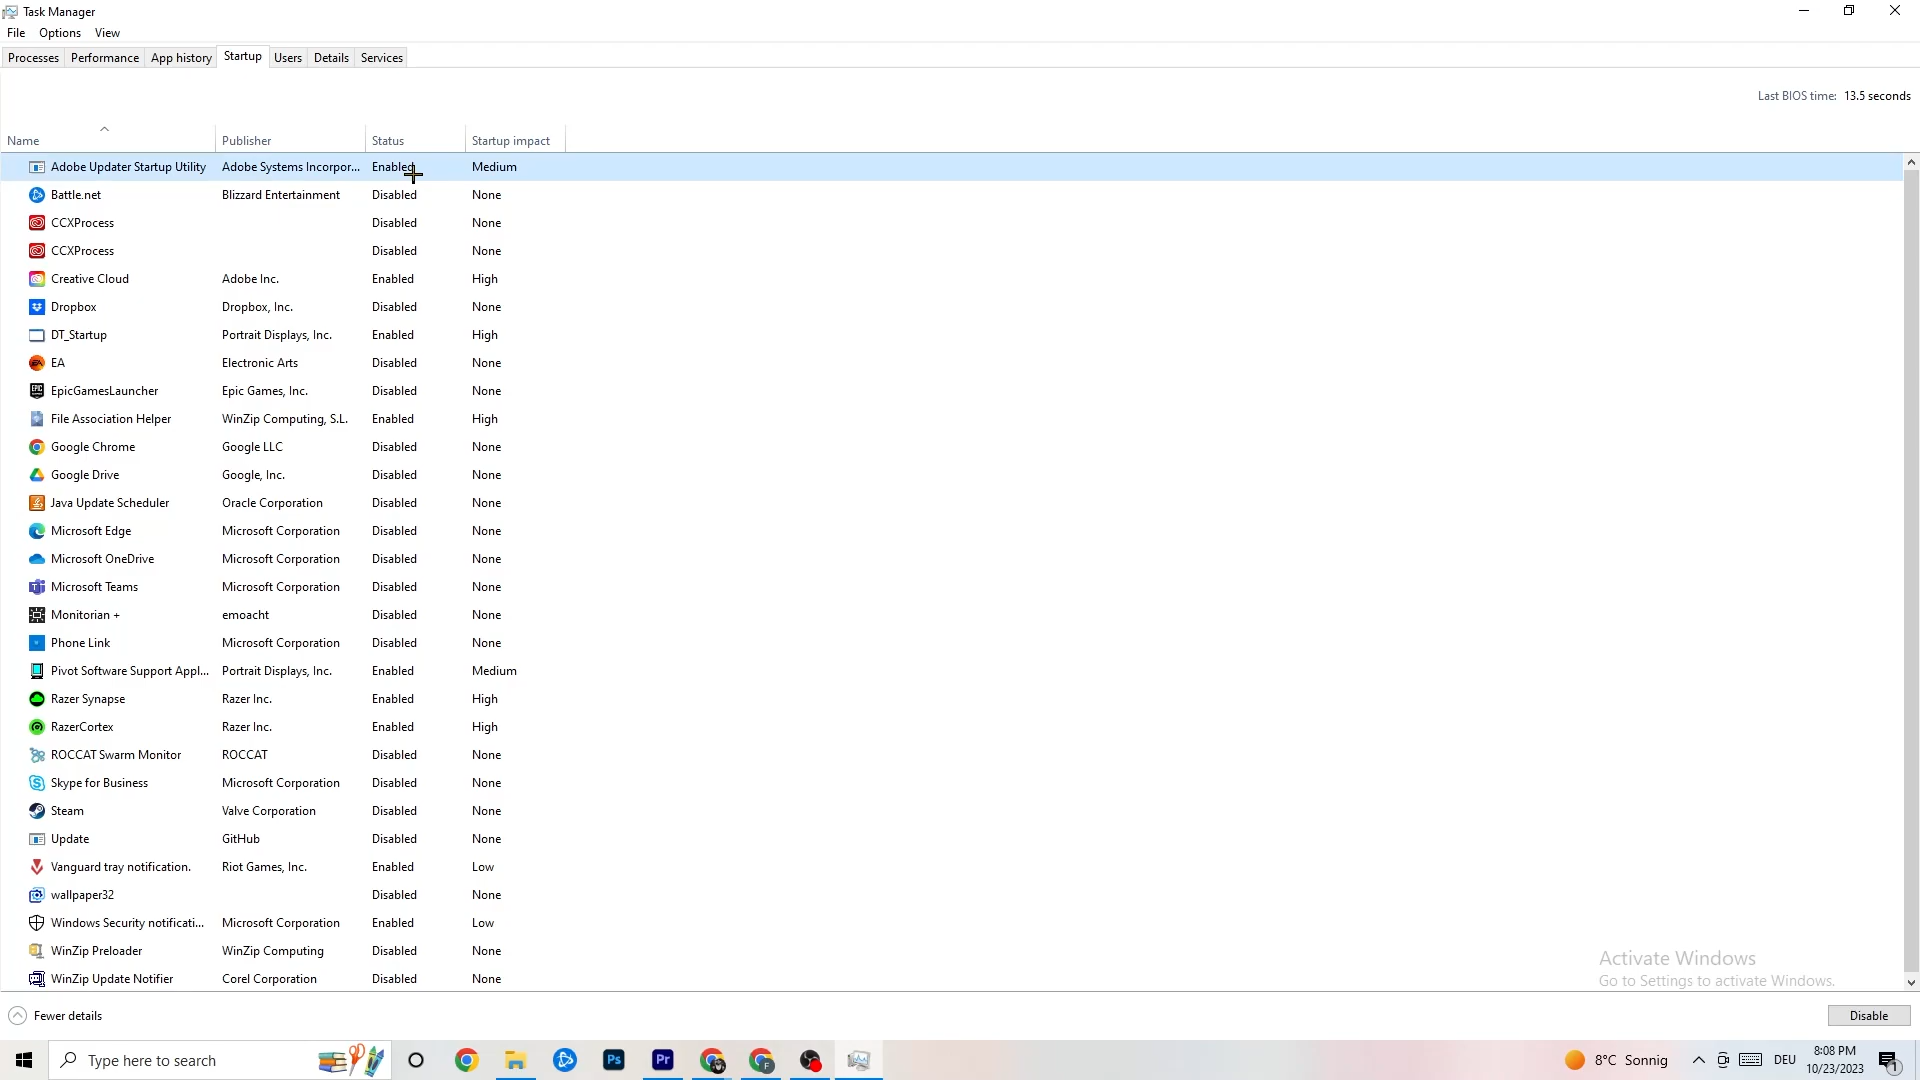 Task Manager
File Options View
Processes Performance App history Startup Users Details Services
Last BIOS time: 13.5 seconds
Name Publisher Status Startup impact
Adobe Updater Startup Utility Adobe Systems Incorpor... Enabled Medium
Battle.net Blizzard Entertainment Disabled None
CCXProcess Disabled None
CCXProcess Disabled None
Creative Cloud Adobe Inc. Enabled High
Dropbox Dropbox, Inc. Disabled None
DT_Startup Portrait Displays, Inc. Enabled High
EA Electronic Arts Disabled None
EpicGamesLauncher Epic Games, Inc. Disabled None
File Association Helper WinZip Computing, S.L. Enabled High
Google Chrome Google LLC Disabled None
Google Drive Google, Inc. Disabled None
Java Update Scheduler Oracle Corporation Disabled None
Microsoft Edge Microsoft Corporation Disabled None
Microsoft OneDrive Microsoft Corporation Disabled None
Microsoft Teams Microsoft Corporation Disabled None
Monitorian + emoacht Disabled None
Phone Link Microsoft Corporation Disabled None
Pivot Software Support Appl... Portrait Displays, Inc. Enabled Medium
Razer Synapse Razer Inc. Enabled High
RazerCortex Razer Inc. Enabled High
ROCCAT Swarm Monitor ROCCAT Disabled None
Skype for Business Microsoft Corporation Disabled None
Steam Valve Corporation Disabled None
Update GitHub Disabled None
Vanguard tray notification. Riot Games, Inc. Enabled Low
wallpaper32 Disabled None
Windows Security notificati... Microsoft Corporation Enabled Low
WinZip Preloader WinZip Computing Disabled None
WinZip Update Notifier Corel Corporation Disabled None
Activate Windows
Go to Settings to activate Windows.
Fewer details Disable
Type here to search Ps Pr F 8°C Sonnig DEU 8:08 PM
10/23/2023 1